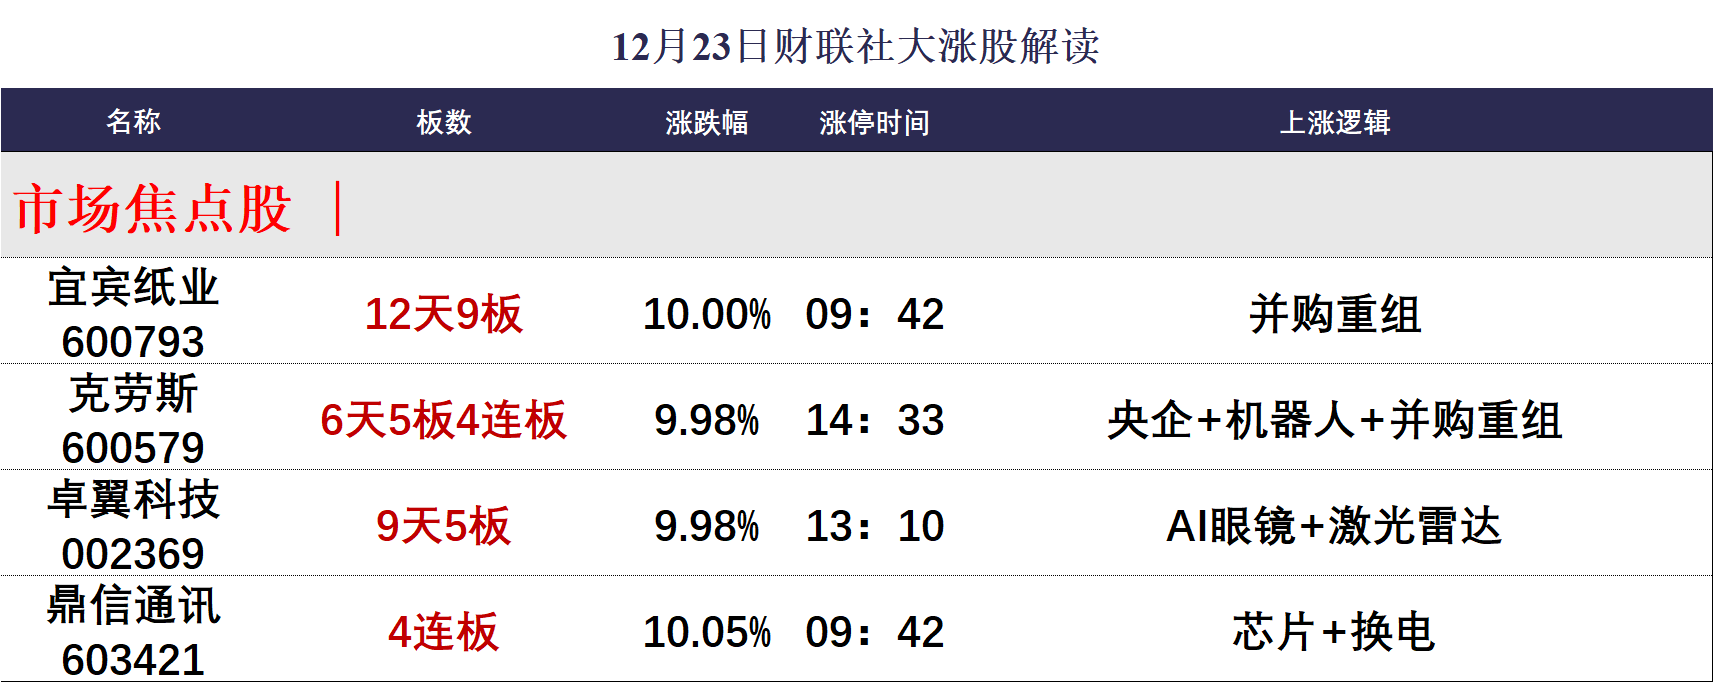 12月23日财联社大涨股解读
名称 板数 涨跌幅 涨停时间 上涨逻辑
市场焦点股 ｜
宜宾纸业
600793 12天9板 10.00% 09：42 并购重组
克劳斯
600579 6天5板4连板 9.98% 14：33 央企+机器人+并购重组
卓翼科技
002369 9天5板 9.98% 13：10 AI眼镜+激光雷达
鼎信通讯
603421 4连板 10.05% 09：42 芯片+换电